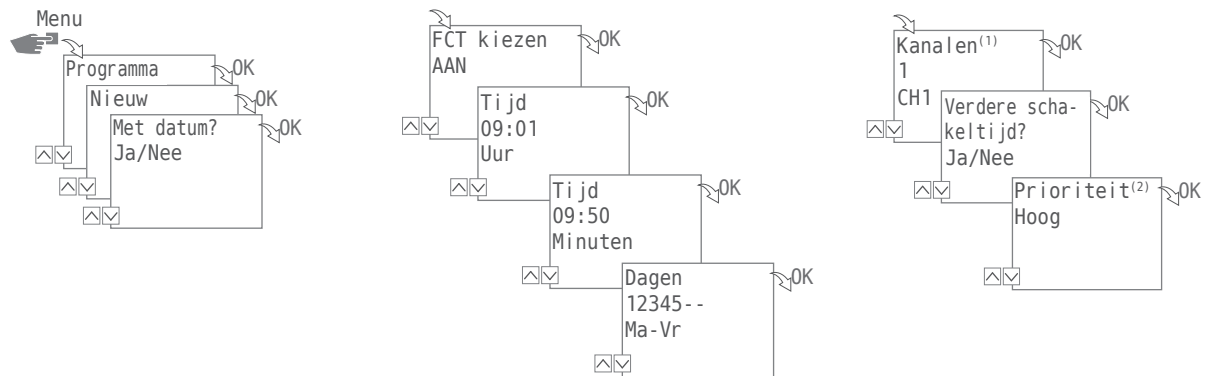 Menu
Programma
OK
Nieuw
OK
Met datum?
OK
Ja/Nee
FCT kiezen
OK
AAN
Tijd
OK
09:01
Uur
Tijd
OK
09:50
Minuten
Dagen
OK
12345--
Ma-Vr
Kanalen(1)
OK
1
CH1
Verdere scha-
OK
keltijd?
Ja/Nee
Prioriteit(2)
OK
Hoog